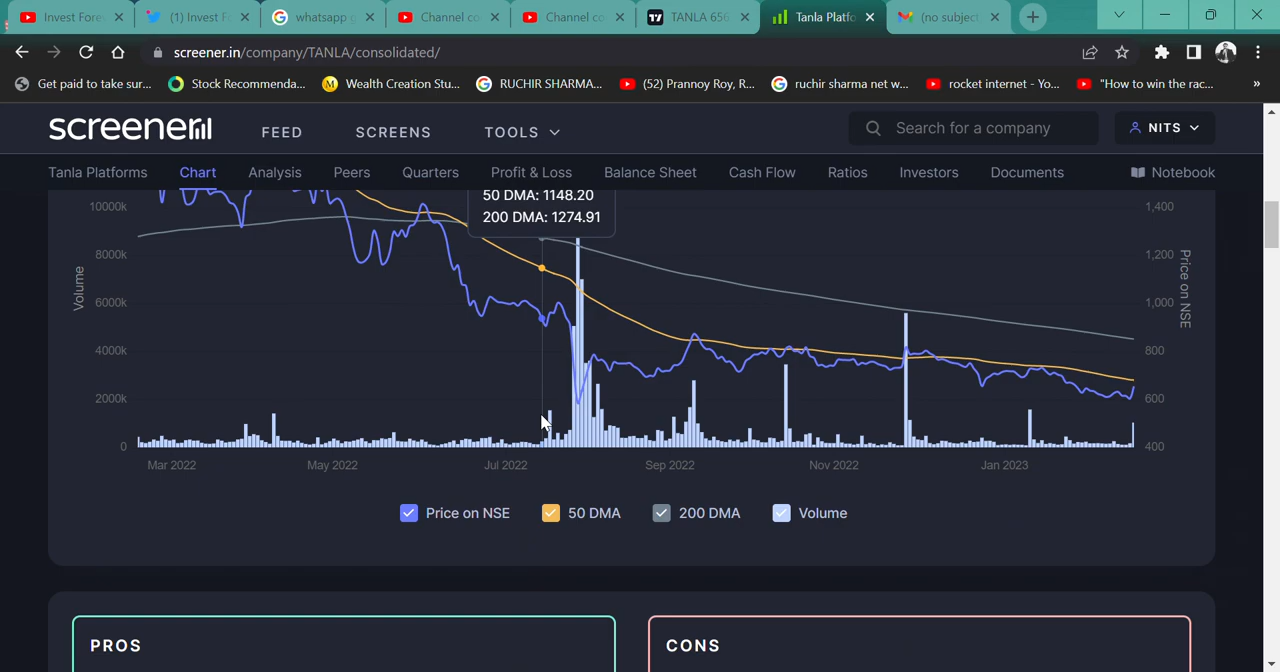 Invest Fores
(1) Invest F
whatsapp g
Channel co
Channel co
TANLA 656
Tanla Platfo
(no subject
screener.in/company/TANLA/consolidated/
Get paid to take sur...
Stock Recommenda...
Wealth Creation Stu...
RUCHIR SHARMA...
(52) Prannoy Roy, R...
ruchir sharma net w...
rocket internet - Yo...
"How to win the rac...
»
screener
FEED
SCREENS
TOOLS
Search for a company
NITS
Tanla Platforms
Chart
Analysis
Peers
Quarters
Profit & Loss
Balance Sheet
Cash Flow
Ratios
Investors
Documents
Notebook
50 DMA: 1148.20
200 DMA: 1274.91
10000k
8000k
6000k
4000k
2000k
0
Volume
1,400
1,200
1,000
800
600
400
Price on NSE
Mar 2022
May 2022
Jul 2022
Sep 2022
Nov 2022
Jan 2023
Price on NSE
50 DMA
200 DMA
Volume
PROS
CONS